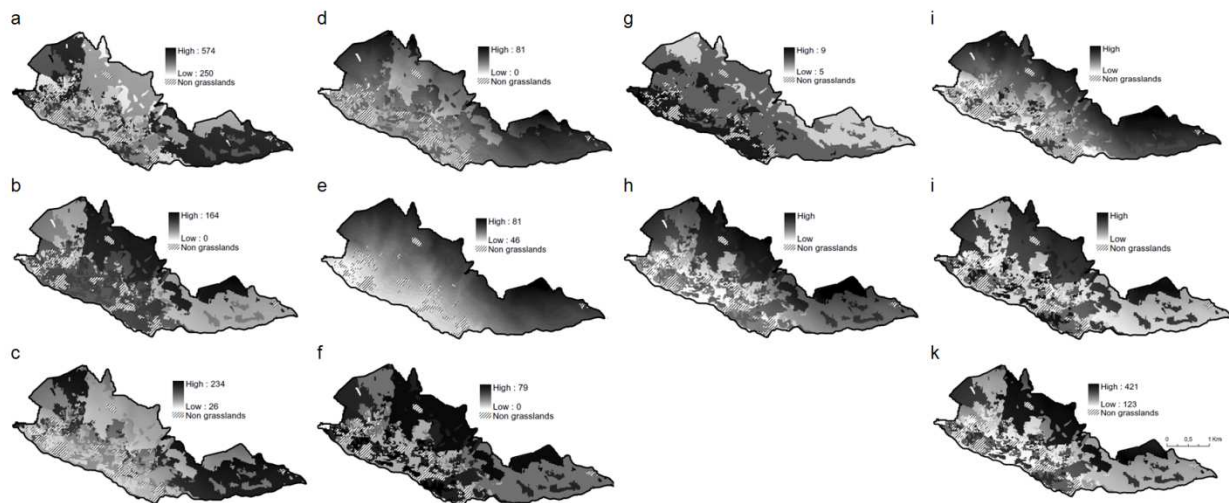 a
High : 574
Low : 250
Non grasslands
d
High : 81
Low : 0
Non grasslands
g
High : 9
Low : 5
Non grasslands
i
High
Low
Non grasslands
b
High : 164
Low : 0
Non grasslands
e
High : 81
Low : 46
Non grasslands
h
High
Low
Non grasslands
i
High
Low
Non grasslands
c
High : 234
Low : 26
Non grasslands
f
High : 79
Low : 0
Non grasslands
k
High : 421
Low : 123
Non grasslands
0 0,5 1 Km